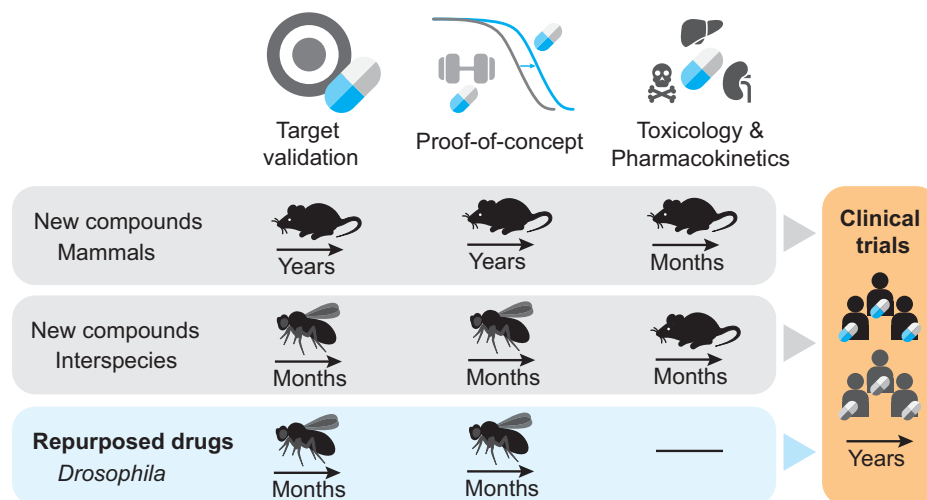 Target
validation
Proof-of-concept
Toxicology &
Pharmacokinetics
New compounds
Mammals
Years
Years
Months
New compounds
Interspecies
Months
Months
Months
Repurposed drugs
Drosophila
Months
Months
Clinical
trials
Years